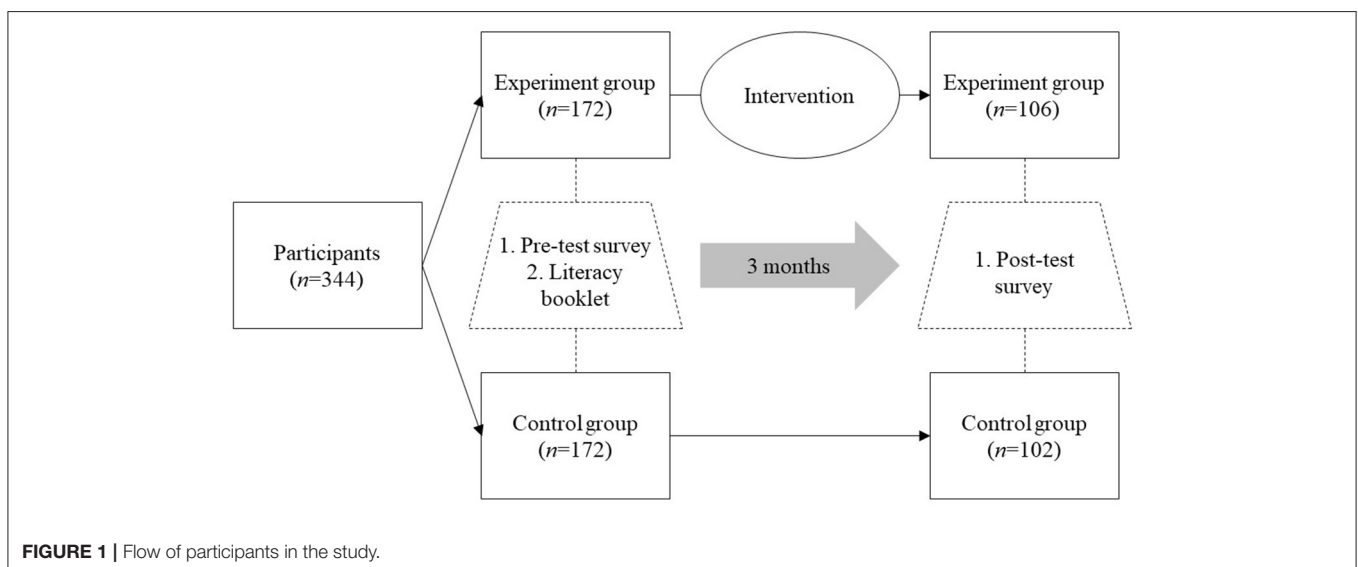 Experiment group
(n=172)
Intervention
Experiment group
(n=106)
Participants
(n=344)
1. Pre-test survey
2. Literacy
booklet
3 months
1. Post-test
survey
Control group
(n=172)
Control group
(n=102)
FIGURE 1 | Flow of participants in the study.